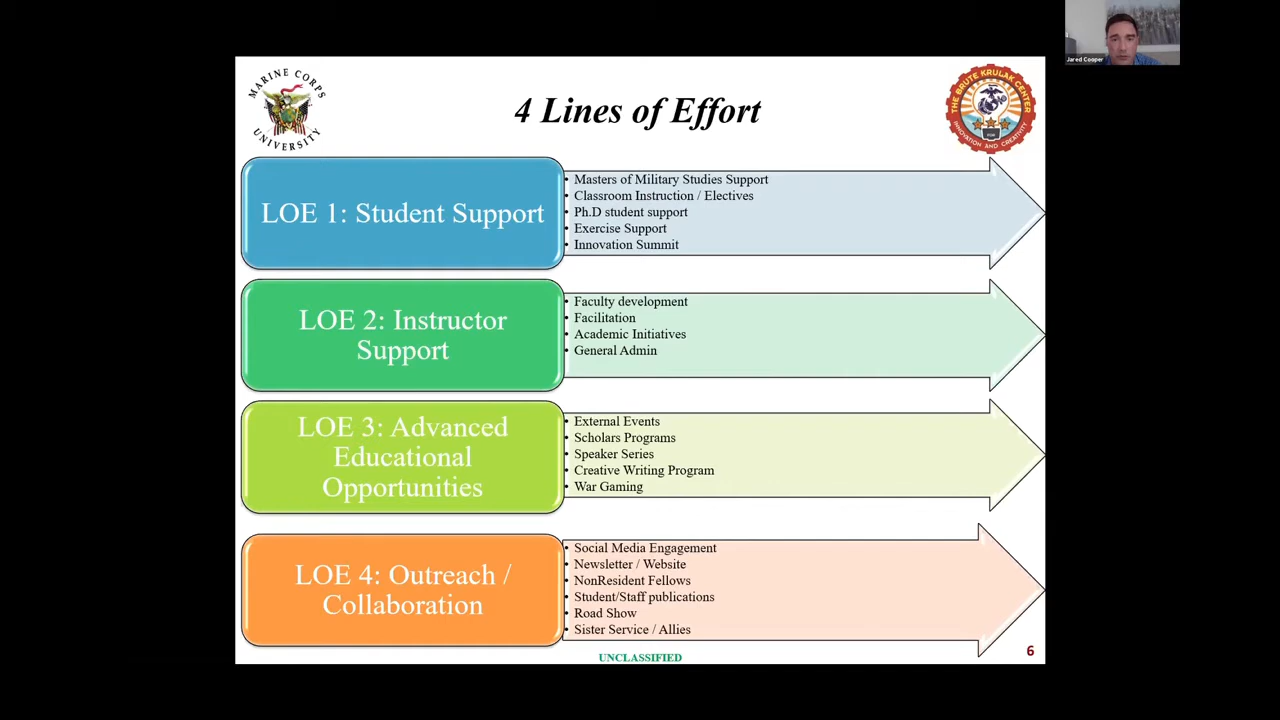 Jared Cooper
MARINE CORPS
UNIVERSITY
4 Lines of Effort
THE BRUTE KRULAK CENTER
INNOVATION AND CREATIVITY
FOR
LOE 1: Student Support
• Masters of Military Studies Support
• Classroom Instruction / Electives
• Ph.D student support
• Exercise Support
• Innovation Summit
LOE 2: Instructor
Support
• Faculty development
• Facilitation
• Academic Initiatives
• General Admin
LOE 3: Advanced
Educational
Opportunities
• External Events
• Scholars Programs
• Speaker Series
• Creative Writing Program
• War Gaming
LOE 4: Outreach /
Collaboration
• Social Media Engagement
• Newsletter / Website
• NonResident Fellows
• Student/Staff publications
• Road Show
• Sister Service / Allies
UNCLASSIFIED
6